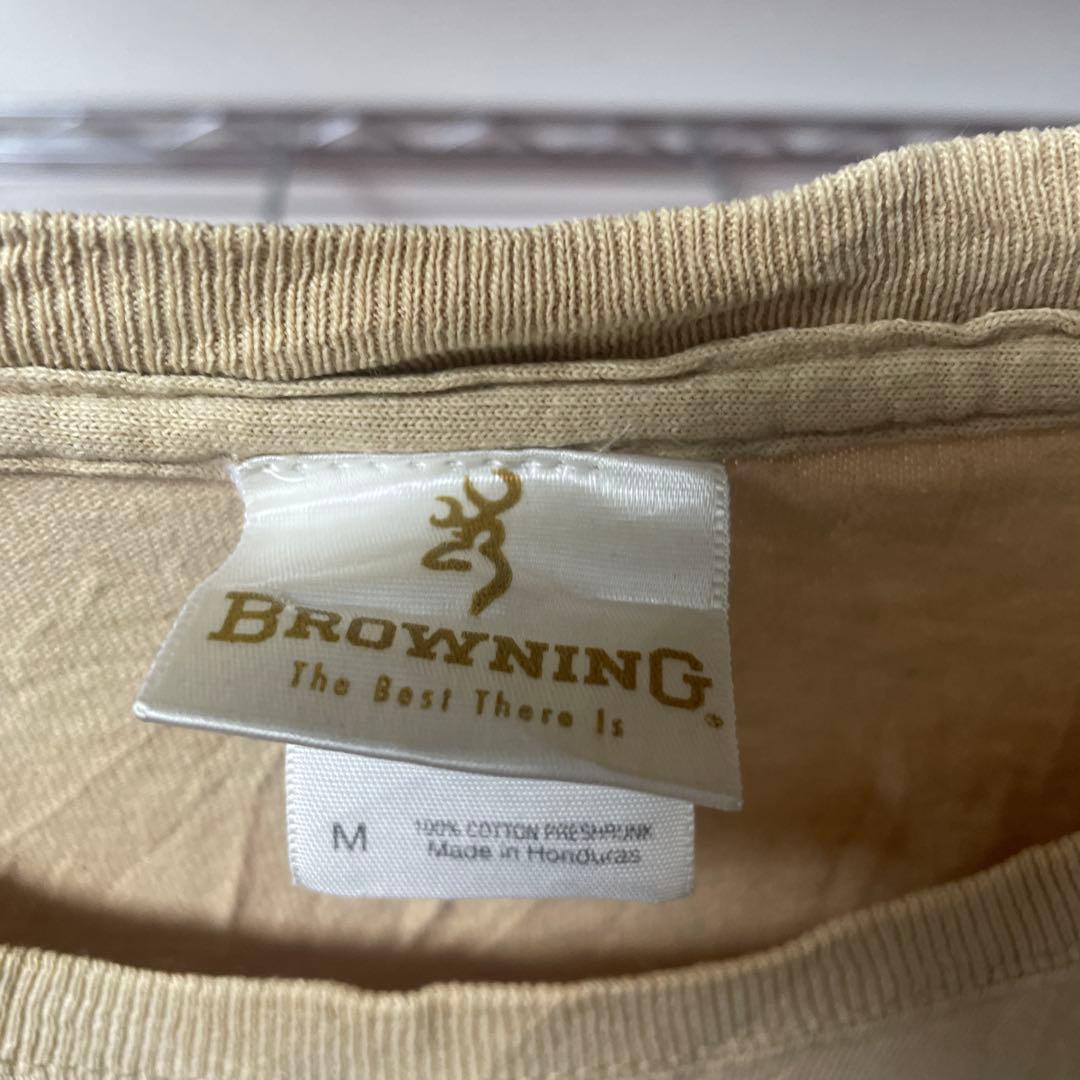 BROWNING®
The Best There Is
M
100% COTTON PRESHRUNK
Made in Honduras